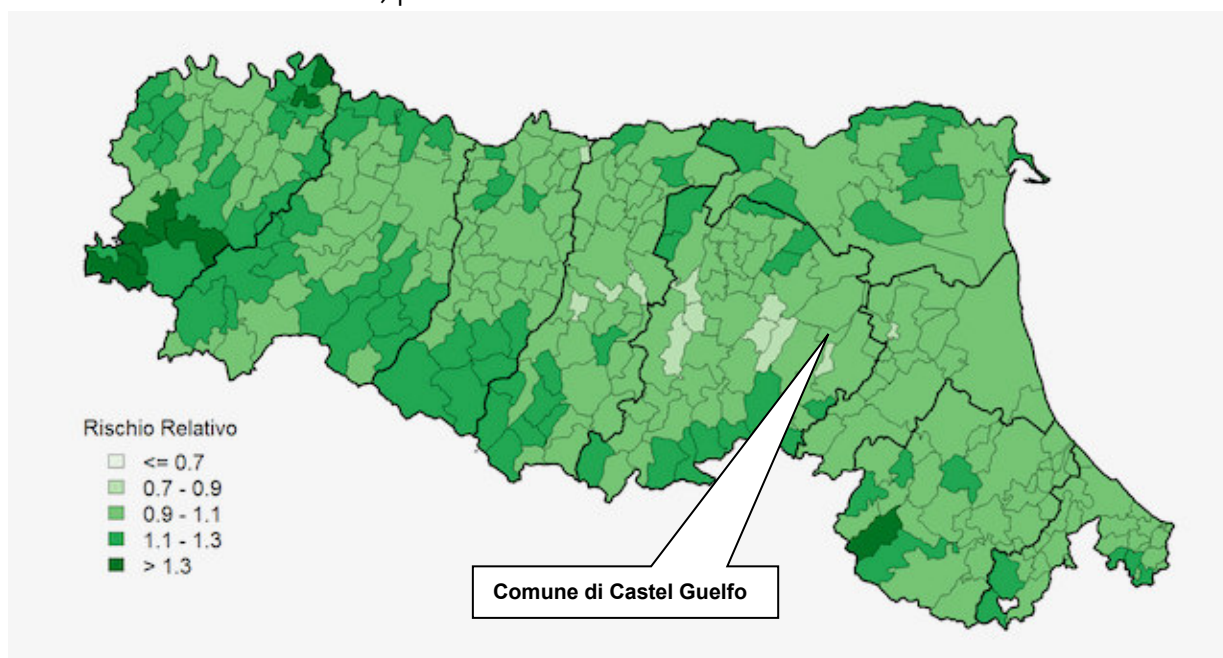 Rischio Relativo
<= 0.7
0.7 - 0.9
0.9 - 1.1
1.1 - 1.3
> 1.3
Comune di Castel Guelfo